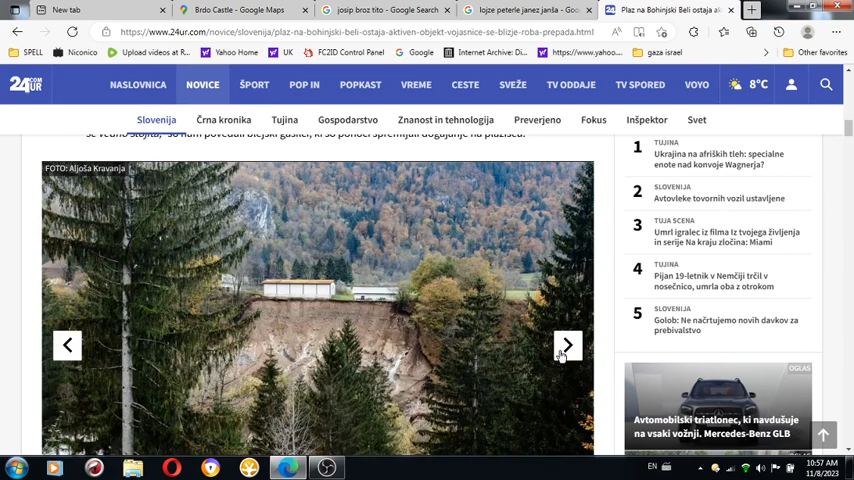 New tab
Brdo Castle - Google Maps
josip broz tito - Google Search
lojze peterle janez janša - Goo
Plaz na Bohinjski Beli ostaja ak
https://www.24ur.com/novice/slovenija/plaz-na-bohinjski-beli-ostaja-aktiven-objekt-vojasnice-se-blizje-roba-prepada.html
SPELL
Niconico
Upload videos at R...
Yahoo Home
UK
FC2ID Control Panel
Google
Internet Archive: Di...
https://www.yahoo....
gaza israel
Other favorites
24UR.COM
NASLOVNICA
NOVICE
ŠPORT
POP IN
POPKAST
VREME
CESTE
SVEŽE
TV ODDAJE
TV SPORED
VOYO
8°C
Slovenija
Črna kronika
Tujina
Gospodarstvo
Znanost in tehnologija
Preverjeno
Fokus
Inšpektor
Svet
FOTO: Aljoša Kravanja
1
TUJINA
Ukrajina na afriških tleh: specialne
enote nad konvoje Wagnerja?
2
SLOVENIJA
Avtovleke tovornih vozil ustavljene
3
TUJA SCENA
Umrl igralec iz filma Iz tvojega življenja
in serije Na kraju zločina: Miami
4
TUJINA
Pijan 19-letnik v Nemčiji trčil v
nosečnico, umrla oba z otrokom
5
SLOVENIJA
Golob: Ne načrtujemo novih davkov za
prebivalstvo
OGLAS
Avtomobilski triatlonec, ki navdušuje
na vsaki vožnji. Mercedes-Benz GLB
EN
10:57 AM
11/8/2023